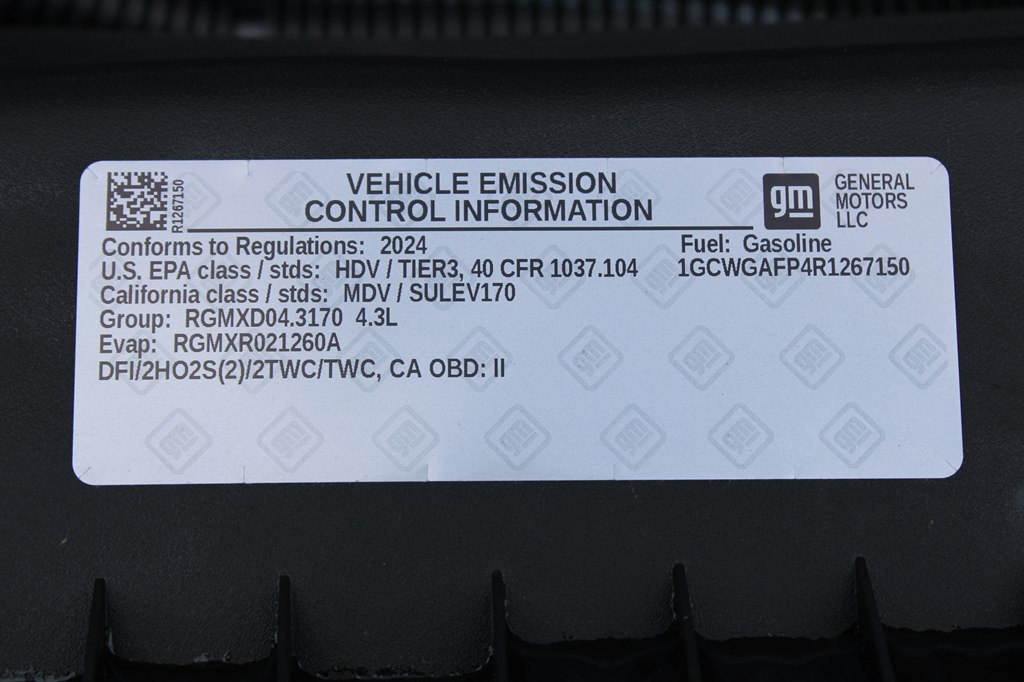 R1267150
VEHICLE EMISSION
CONTROL INFORMATION
gm
GENERAL
MOTORS
LLC
Conforms to Regulations: 2024
Fuel: Gasoline
U.S. EPA class / stds: HDV / TIER3, 40 CFR 1037.104
1GCWGAFP4R1267150
California class / stds: MDV / SULEV170
Group: RGMXD04.3170 4.3L
Evap: RGMXR021260A
DFI/2HO2S(2)/2TWC/TWC, CA OBD: II